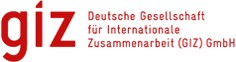 giz
Deutsche Gesellschaft
für Internationale
Zusammenarbeit (GIZ) GmbH